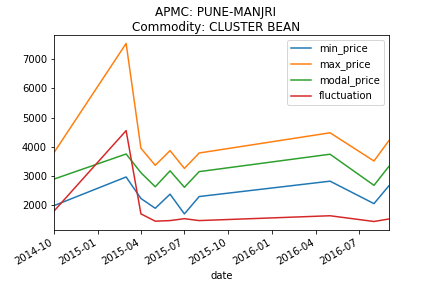 APMC: PUNE-MANJRI
Commodity: CLUSTER BEAN
min_price
max_price
modal_price
fluctuation
7000
6000
5000
4000
3000
2000
2014-10
2015-01
2015-04
2015-07
2015-10
2016-01
2016-04
2016-07
date